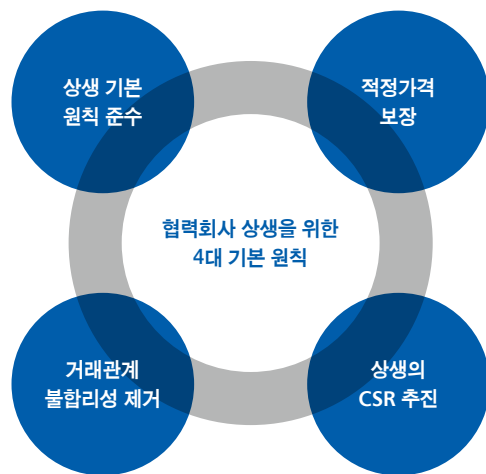 상생 기본
원칙 준수
적정가격
보장
협력회사 상생을 위한
4대 기본 원칙
거래관계
불합리성 제거
상생의
CSR 추진